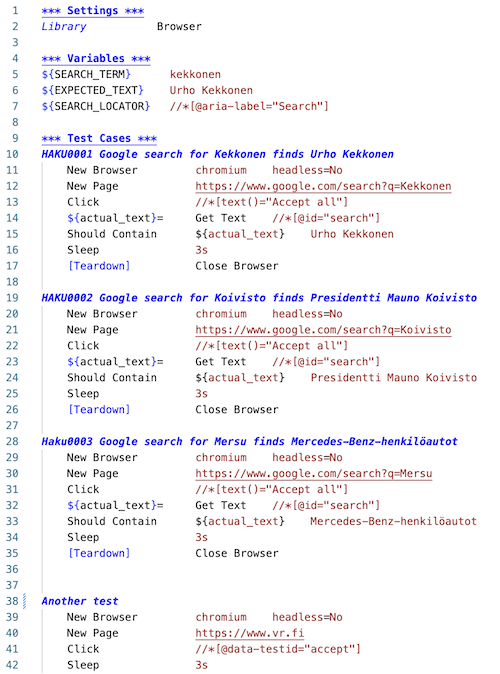 1 *** Settings ***
2 Library Browser
3
4 *** Variables ***
5 ${SEARCH_TERM} kekkonen
6 ${EXPECTED_TEXT} Urho Kekkonen
7 ${SEARCH_LOCATOR} //*[@aria-label="Search"]
8
9 *** Test Cases ***
10 HAKU0001 Google search for Kekkonen finds Urho Kekkonen
11 New Browser chromium headless=No
12 New Page https://www.google.com/search?q=Kekkonen
13 Click //*[text()="Accept all"]
14 ${actual_text}= Get Text //*[@id="search"]
15 Should Contain ${actual_text} Urho Kekkonen
16 Sleep 3s
17 [Teardown] Close Browser
18
19 HAKU0002 Google search for Koivisto finds Presidentti Mauno Koivisto
20 New Browser chromium headless=No
21 New Page https://www.google.com/search?q=Koivisto
22 Click //*[text()="Accept all"]
23 ${actual_text}= Get Text //*[@id="search"]
24 Should Contain ${actual_text} Presidentti Mauno Koivisto
25 Sleep 3s
26 [Teardown] Close Browser
27
28 Haku0003 Google search for Mersu finds Mercedes-Benz-henkilöautot
29 New Browser chromium headless=No
30 New Page https://www.google.com/search?q=Mersu
31 Click //*[text()="Accept all"]
32 ${actual_text}= Get Text //*[@id="search"]
33 Should Contain ${actual_text} Mercedes-Benz-henkilöautot
34 Sleep 3s
35 [Teardown] Close Browser
36
37
38 Another test
39 New Browser chromium headless=No
40 New Page https://www.vr.fi
41 Click //*[@data-testid="accept"]
42 Sleep 3s